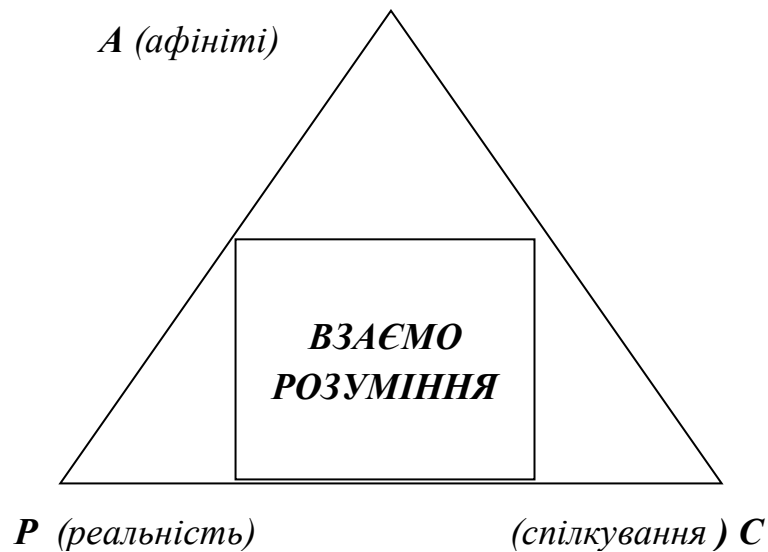 А (афініті)
ВЗАЄМО
РОЗУМІННЯ
Р (реальність)
(спілкування ) С